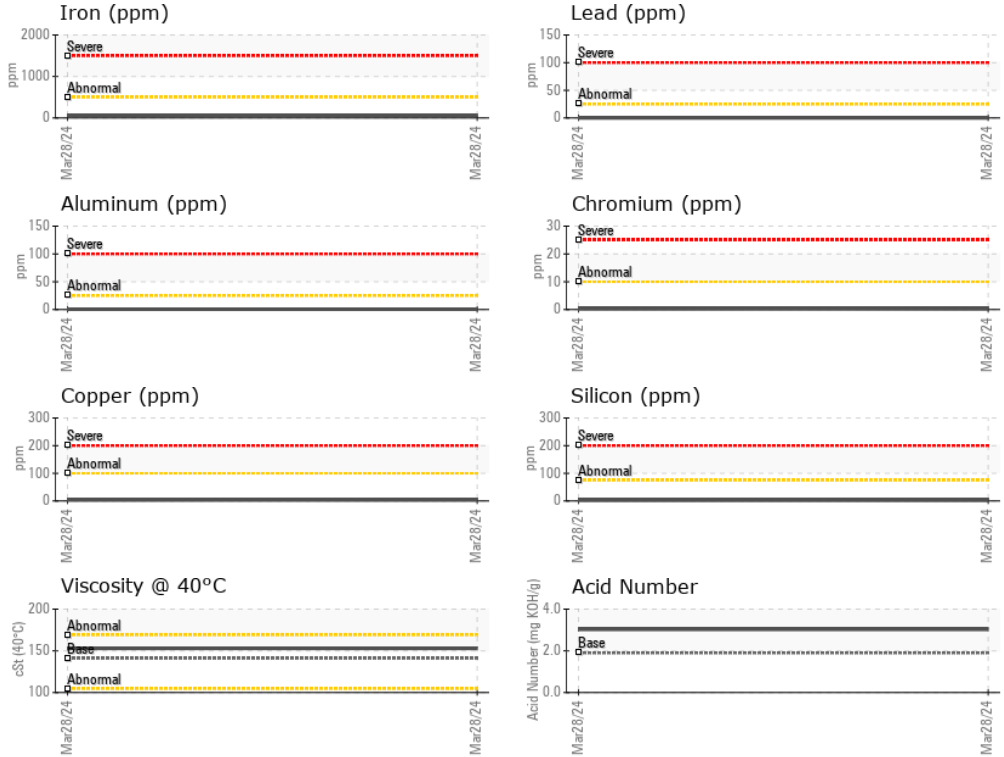 Iron (ppm)
2000
1000
0
ppm
Severe
Abnormal
Mar28/24
Mar28/24
Lead (ppm)
150
100
50
0
ppm
Severe
Abnormal
Mar28/24
Mar28/24
Aluminum (ppm)
150
100
50
0
ppm
Severe
Abnormal
Mar28/24
Mar28/24
Chromium (ppm)
30
20
10
0
ppm
Severe
Abnormal
Mar28/24
Mar28/24
Copper (ppm)
300
200
100
0
ppm
Severe
Abnormal
Mar28/24
Mar28/24
Silicon (ppm)
300
200
100
0
ppm
Severe
Abnormal
Mar28/24
Mar28/24
Viscosity @ 40°C
200
150
100
cSt (40°C)
Abnormal
Base
Abnormal
Mar28/24
Mar28/24
Acid Number
4.0
2.0
0.0
Acid Number (mg KOH/g)
Base
Mar28/24
Mar28/24